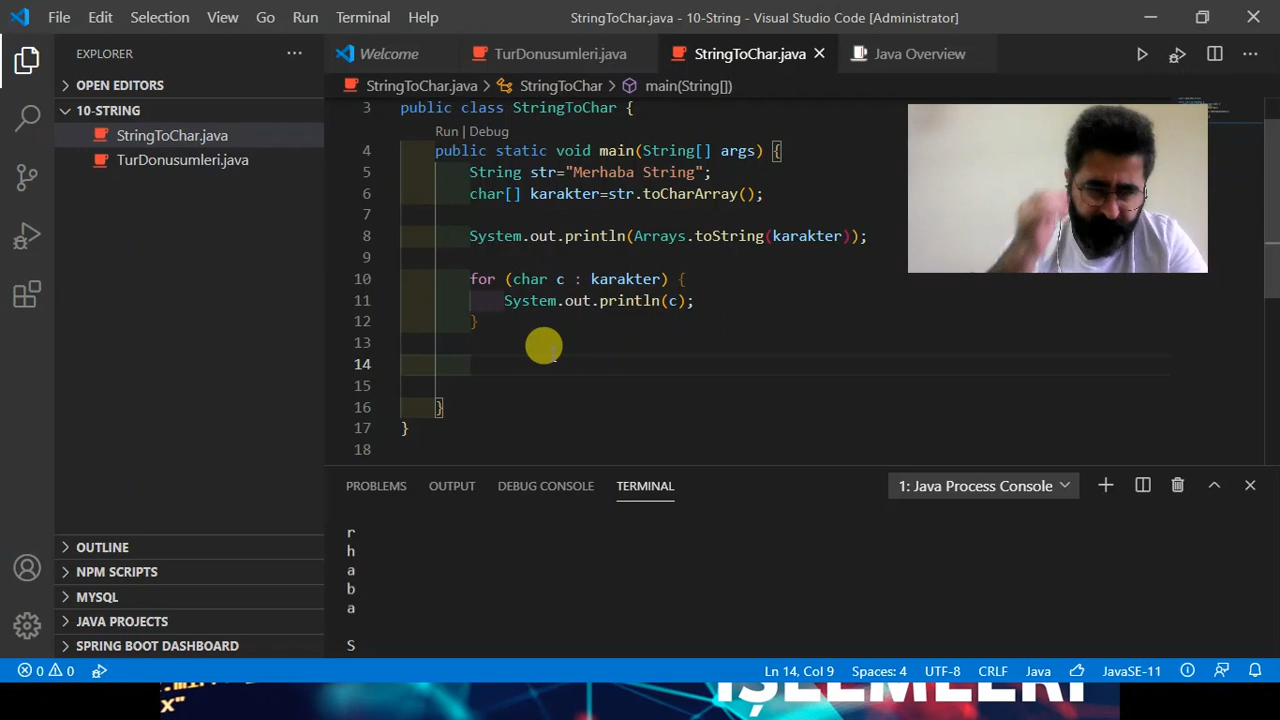 File Edit Selection View Go Run Terminal Help StringToChar.java - 10-String - Visual Studio Code [Administrator]
EXPLORER
Welcome TurDonusumleri.java StringToChar.java Java Overview
OPEN EDITORS
10-STRING
StringToChar.java
TurDonusumleri.java
OUTLINE
NPM SCRIPTS
MYSQL
JAVA PROJECTS
SPRING BOOT DASHBOARD
StringToChar.java > StringToChar > main(String[])
3 public class StringToChar {
Run | Debug
4 public static void main(String[] args) {
5 String str="Merhaba String";
6 char[] karakter=str.toCharArray();
7
8 System.out.println(Arrays.toString(karakter));
9
10 for (char c : karakter) {
11 System.out.println(c);
12 }
13
14
15
16 }
17 }
18
PROBLEMS OUTPUT DEBUG CONSOLE TERMINAL 1: Java Process Console
r
h
a
b
a
S
0 0 Ln 14, Col 9 Spaces: 4 UTF-8 CRLF Java JavaSE-11
İŞLEMLERİ